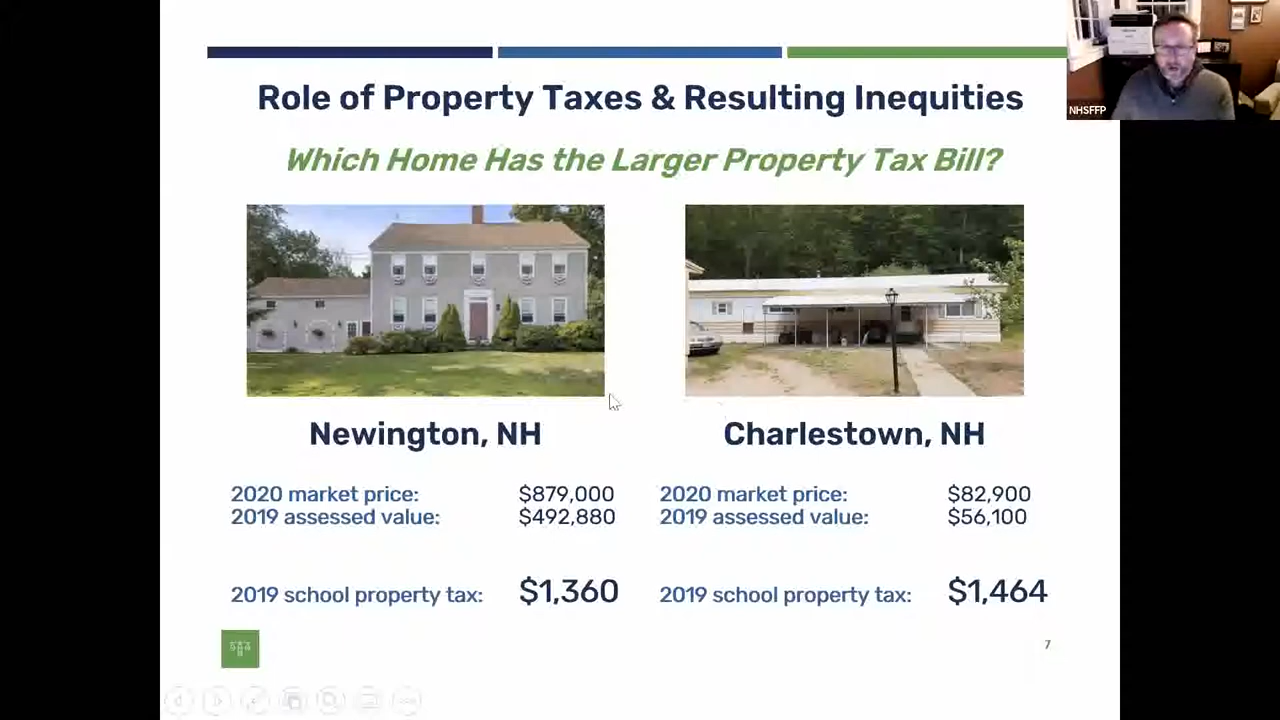 Role of Property Taxes & Resulting Inequities
NHSFFP
Which Home Has the Larger Property Tax Bill?
Newington, NH
Charlestown, NH
2020 market price: $879,000
2019 assessed value: $492,880
2020 market price: $82,900
2019 assessed value: $56,100
2019 school property tax: $1,360
2019 school property tax: $1,464
7